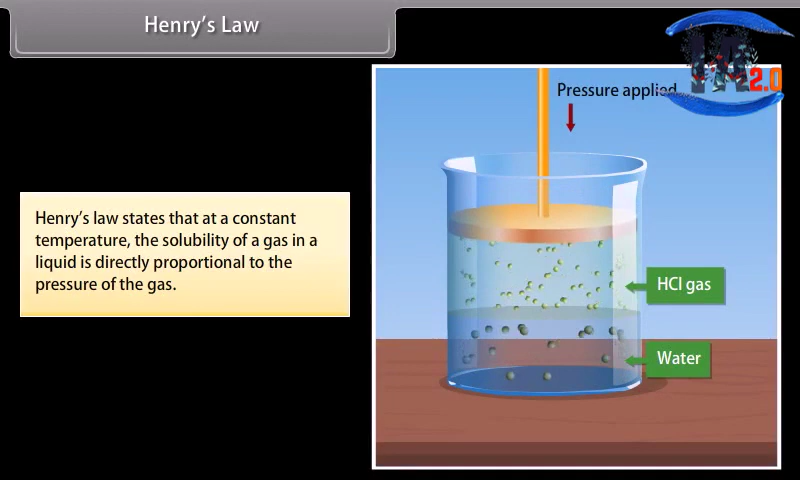 Henry's Law
Pressure applied
2.0
Henry's law states that at a constant
temperature, the solubility of a gas in a
liquid is directly proportional to the
pressure of the gas.
HCl gas
Water